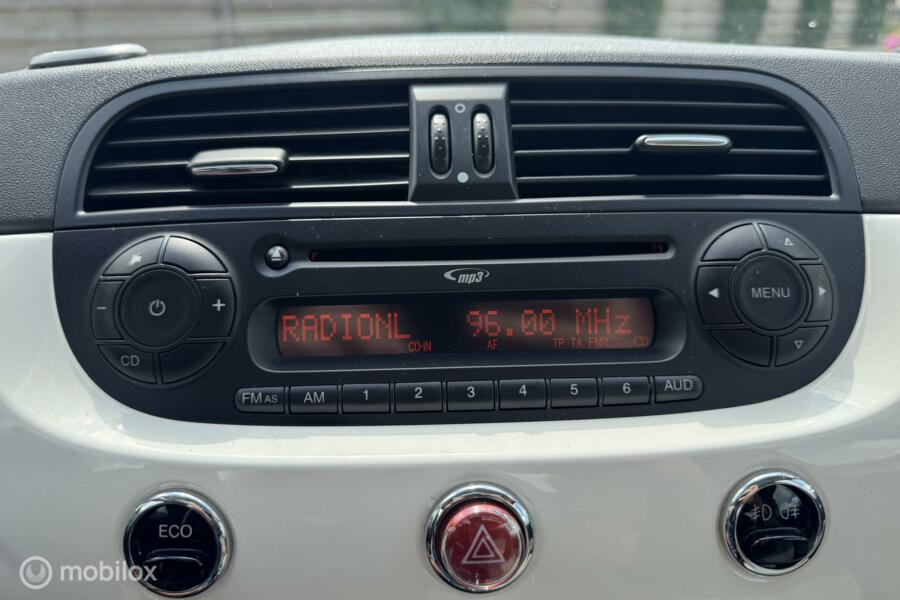 mp3
− + MENU
RADIONL 96.00 MHz
CD-IN AF TP TA EMR CD
CD
FM AS AM 1 2 3 4 5 6 AUD
ECO
mobilox